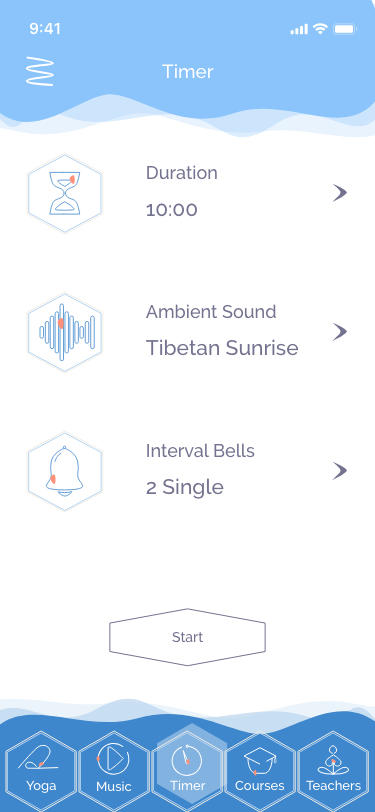 9:41
Timer
Duration
10:00
Ambient Sound
Tibetan Sunrise
Interval Bells
2 Single
Start
Yoga
Music
Timer
Courses
Teachers